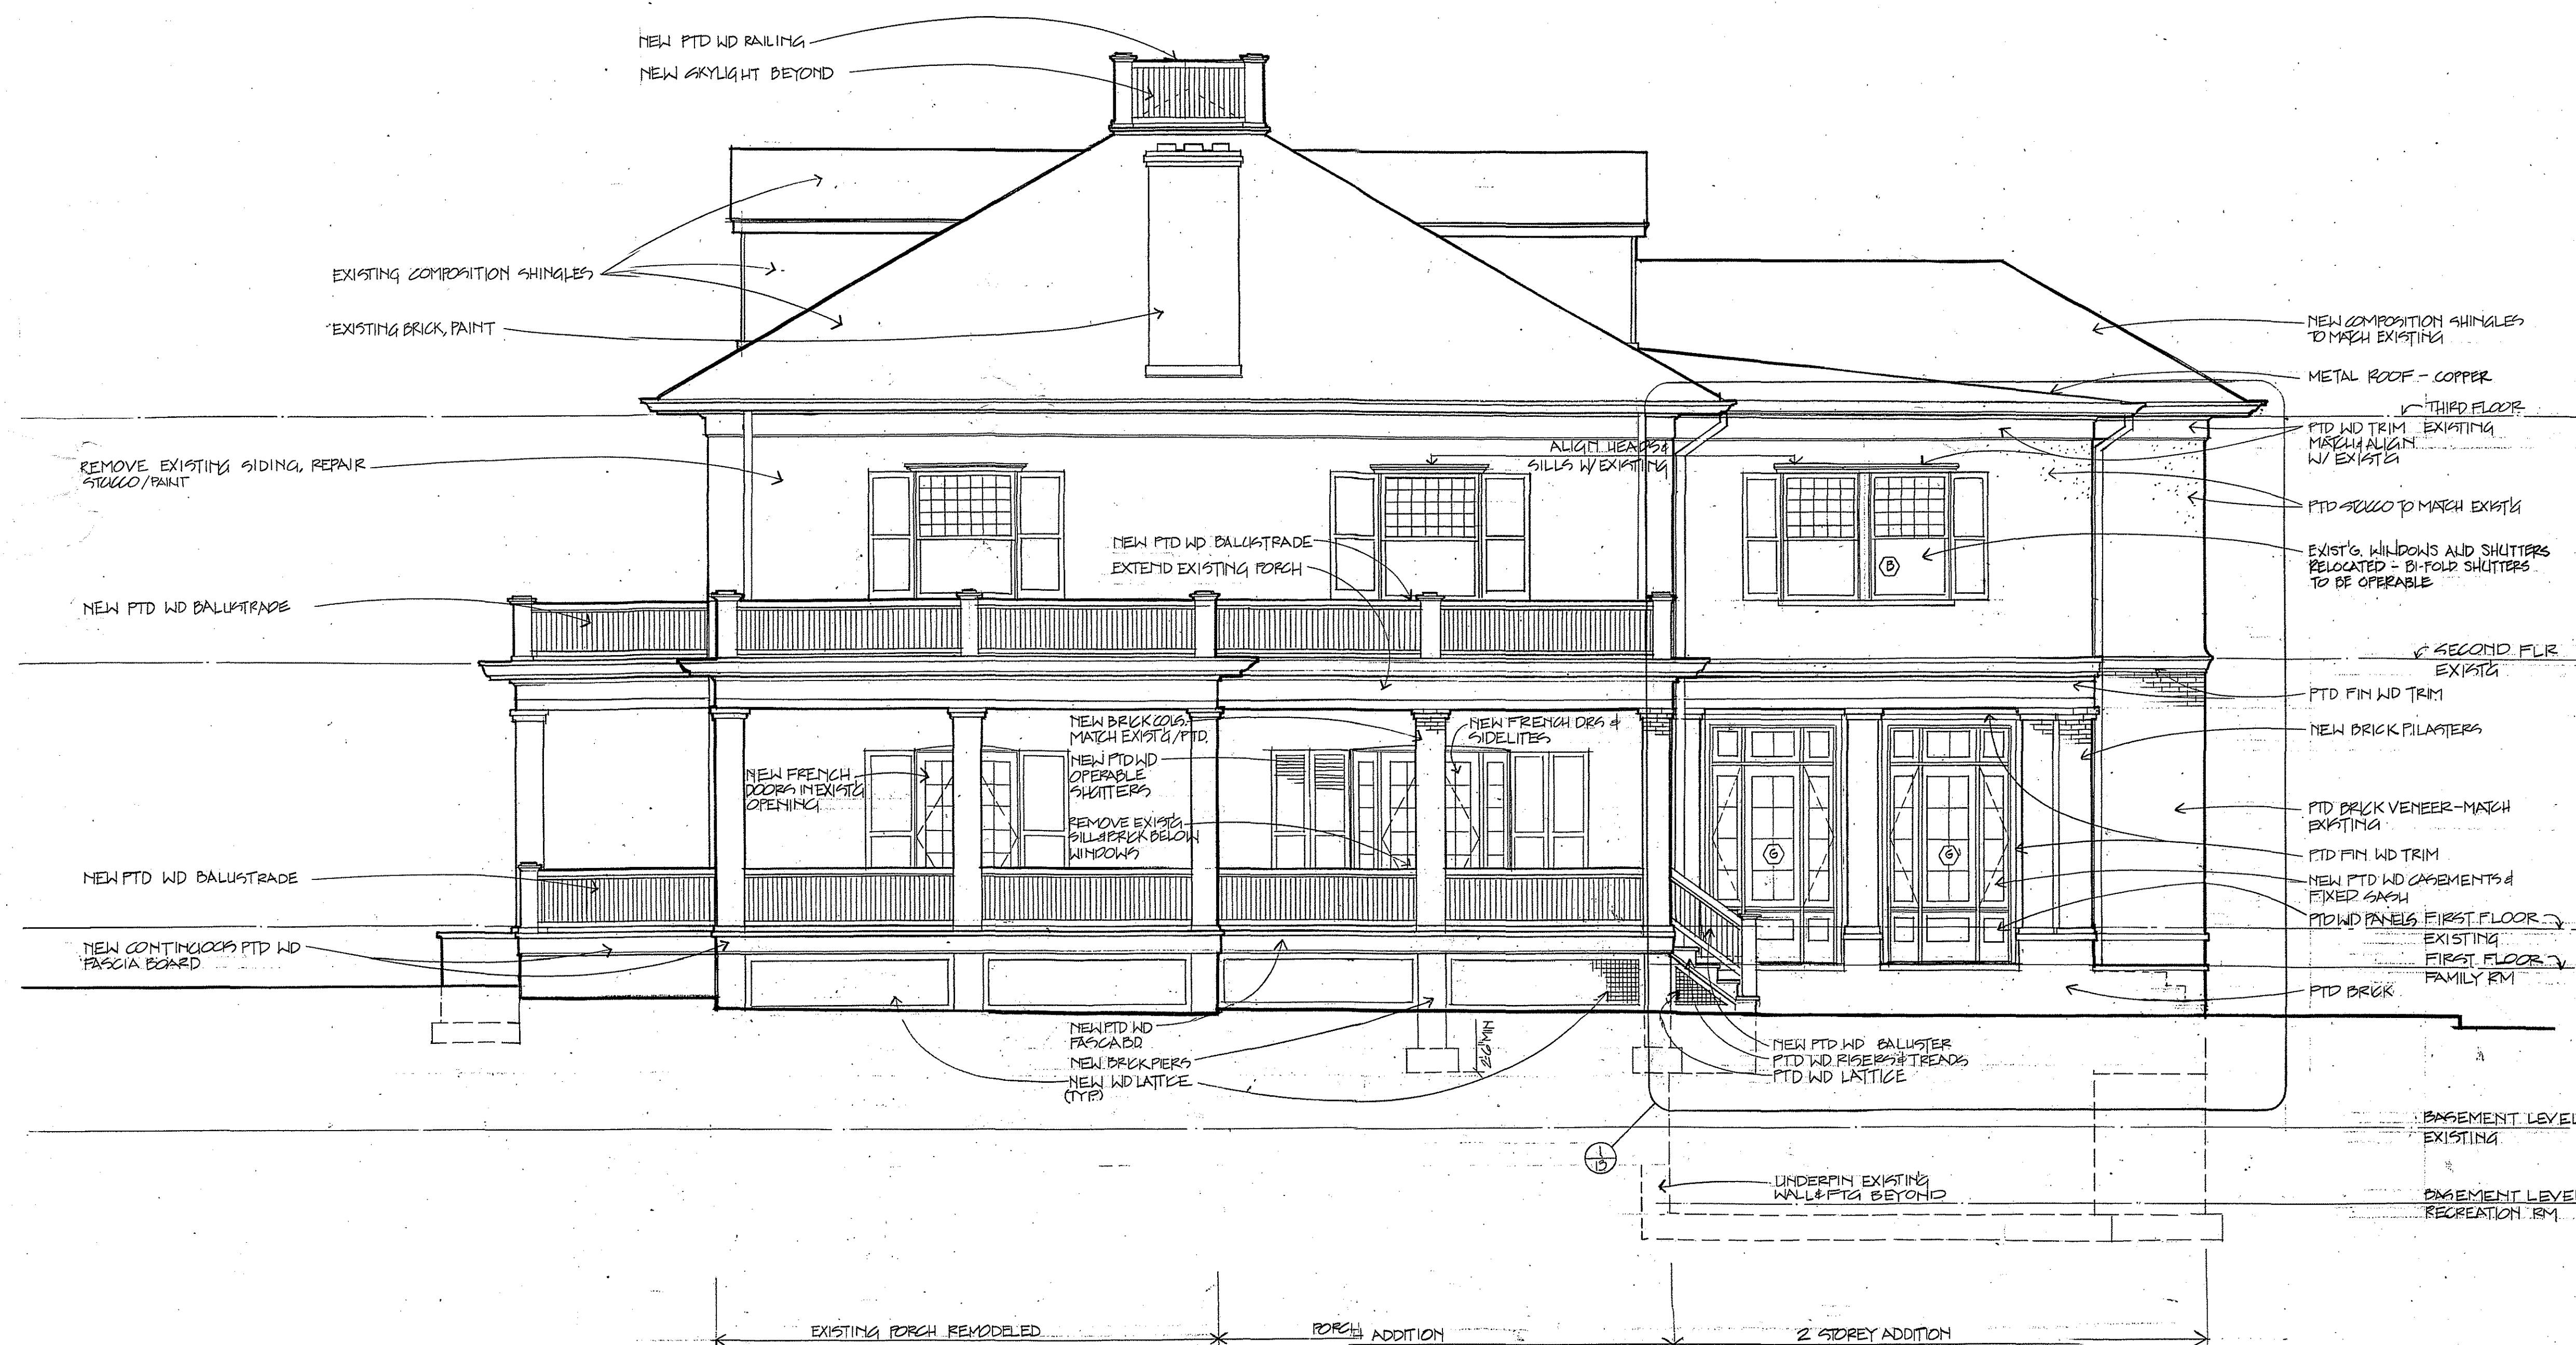 NEW PTD WD RAILING
NEW SKYLIGHT BEYOND
EXISTING COMPOSITION SHINGLES
EXISTING BRICK, PAINT
REMOVE EXISTING SIDING, REPAIR
STUCCO/PAINT
NEW PTD WD BALUSTRADE
NEW PTD WD BALUSTRADE
NEW CONTINUOUS PTD WD
FASCIA BOARD
ALIGN HEADS &
SILLS W/ EXISTING
NEW PTD WD BALUSTRADE
EXTEND EXISTING PORCH
NEW BRICK COLS.
MATCH EXIST'G/PTD.
NEW PTD WD
OPERABLE
SHUTTERS
REMOVE EXIST'G
SILL & BRICK BELOW
WINDOWS
NEW FRENCH
DOORS IN EXIST'G
OPENING
NEW FRENCH DRS &
SIDELITES
NEW COMPOSITION SHINGLES
TO MATCH EXISTING
METAL ROOF - COPPER
THIRD FLOOR
EXISTING
PTD WD TRIM
MATCH & ALIGN
W/ EXIST'G
PTD STUCCO TO MATCH EXIST'G
EXIST'G. WINDOWS AND SHUTTERS
RELOCATED - BI-FOLD SHUTTERS
TO BE OPERABLE
B
SECOND FLR
EXIST'G
PTD FIN WD TRIM
NEW BRICK PILASTERS
PTD BRICK VENEER-MATCH
EXISTING
G
G
PTD FIN WD TRIM
NEW PTD WD CASEMENTS &
FIXED SASH
PTD WD PANELS
FIRST FLOOR
EXISTING
FIRST FLOOR
FAMILY RM
PTD BRICK
NEW PTD WD
FASCA BD
NEW BRICK PIERS
NEW WD LATTICE
(TYP.)
2'6" MIN
NEW PTD WD BALUSTER
PTD WD RISERS & TREADS
PTD WD LATTICE
BASEMENT LEVEL
EXISTING
1
13
UNDERPIN EXISTING
WALL & FTG BEYOND
BASEMENT LEVE
RECREATION RM
EXISTING PORCH REMODELED
PORCH ADDITION
2 STOREY ADDITION